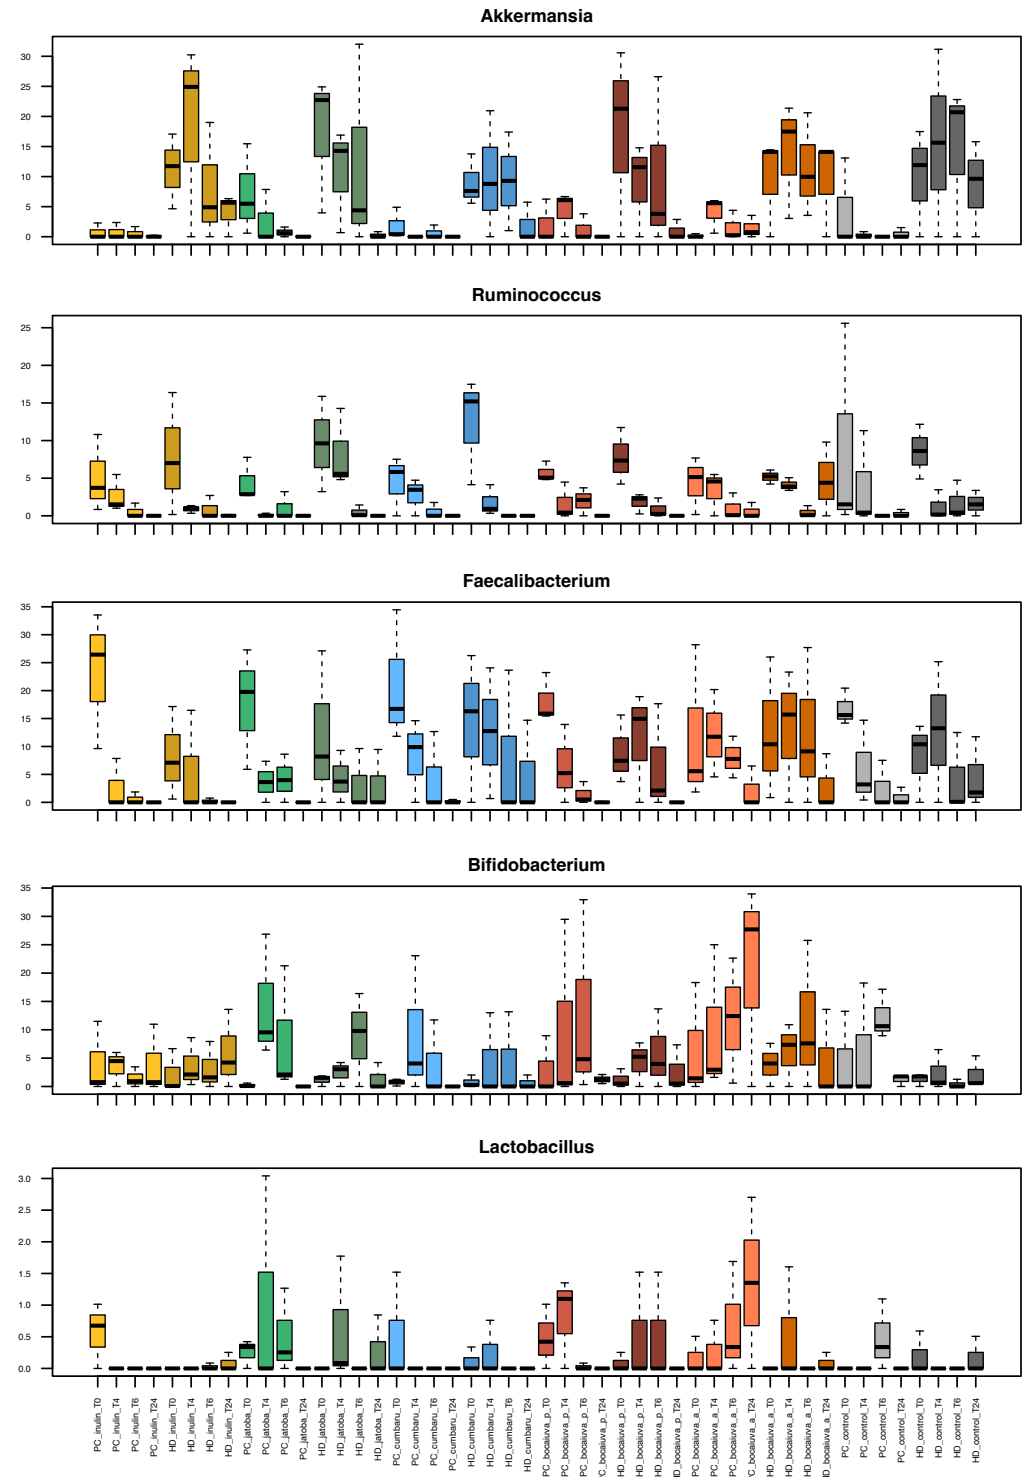 Akkermansia
30
25
20
15
10
5
0
Ruminococcus
25
20
15
10
5
0
Faecalibacterium
35
30
25
20
15
10
5
0
Bifidobacterium
35
30
25
20
15
10
5
0
Lactobacillus
3.0
2.5
2.0
1.5
1.0
0.5
0.0
PC_inulin_T0
PC_inulin_T4
PC_inulin_T6
PC_inulin_T24
HD_inulin_T0
HD_inulin_T4
HD_inulin_T6
HD_inulin_T24
PC_jatoba_T0
PC_jatoba_T4
PC_jatoba_T6
PC_jatoba_T24
HD_jatoba_T0
HD_jatoba_T4
HD_jatoba_T6
HD_jatoba_T24
PC_cumbaru_T0
PC_cumbaru_T4
PC_cumbaru_T6
PC_cumbaru_T24
HD_cumbaru_T0
HD_cumbaru_T4
HD_cumbaru_T6
HD_cumbaru_T24
PC_bocaiuva_p_T0
PC_bocaiuva_p_T4
PC_bocaiuva_p_T6
PC_bocaiuva_p_T24
HD_bocaiuva_p_T0
HD_bocaiuva_p_T4
HD_bocaiuva_p_T6
ID_bocaiuva_p_T24
PC_bocaiuva_a_T0
PC_bocaiuva_a_T4
PC_bocaiuva_a_T6
PC_bocaiuva_a_T24
HD_bocaiuva_a_T0
HD_bocaiuva_a_T4
HD_bocaiuva_a_T6
ID_bocaiuva_a_T24
PC_control_T0
PC_control_T4
PC_control_T6
PC_control_T24
HD_control_T0
HD_control_T4
HD_control_T6
HD_control_T24